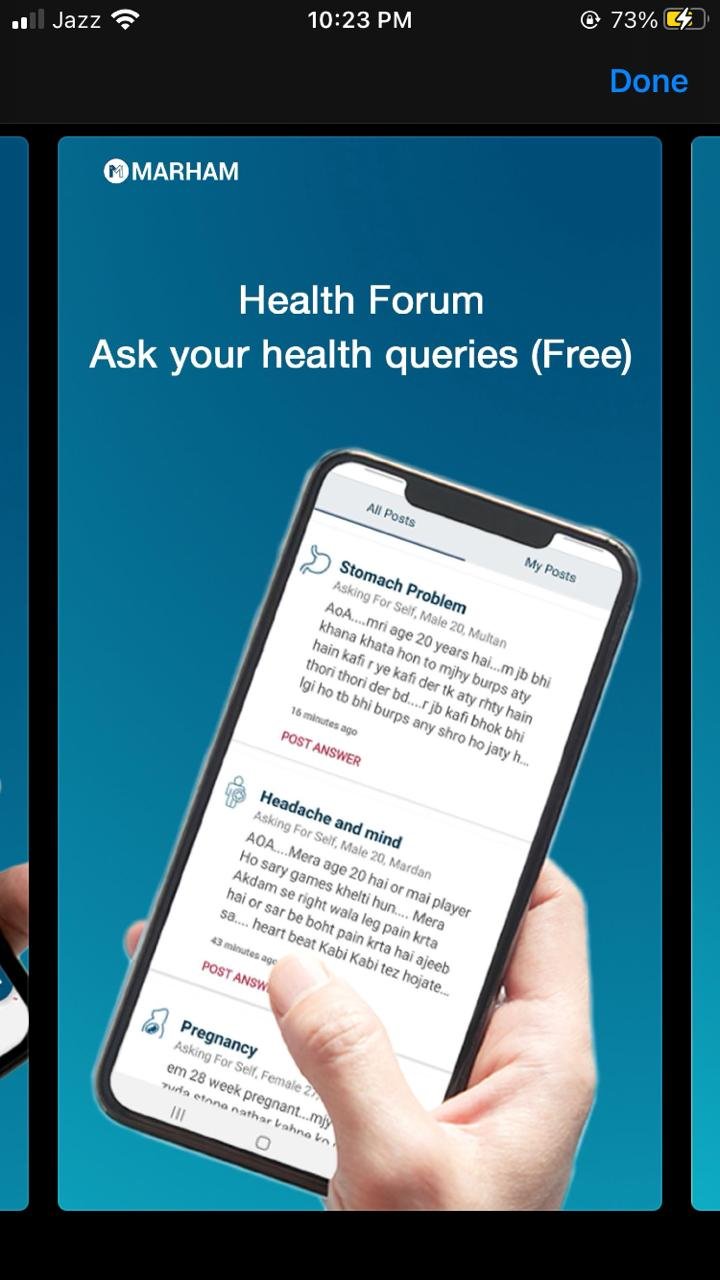 Jazz
10:23 PM
73%
Done
MARHAM
Health Forum
Ask your health queries (Free)
All Posts
My Posts
Stomach Problem
Asking For Self, Male 20, Multan
AoA....mri age 20 years hai...m jb bhi
khana khata hon to mjhy burps aty
hain kafi r ye kafi der tk aty rhty hain
thori thori der bd....r jb kafi bhok bhi
lgi ho tb bhi burps any shro ho jaty h...
16 minutes ago
POST ANSWER
Headache and mind
Asking For Self, Male 20, Mardan
AOA....Mera age 20 hai or mai player
Ho sary games khelti hun.... Mera
Akdam se right wala leg pain krta
hai or sar be boht pain krta hai ajeeb
sa.... heart beat Kabi Kabi tez hojate...
43 minutes ago
POST ANSW
Pregnancy
Asking For Self, Female 27,
em 28 week pregnant...mjy
zyda stone pathar kahne ko